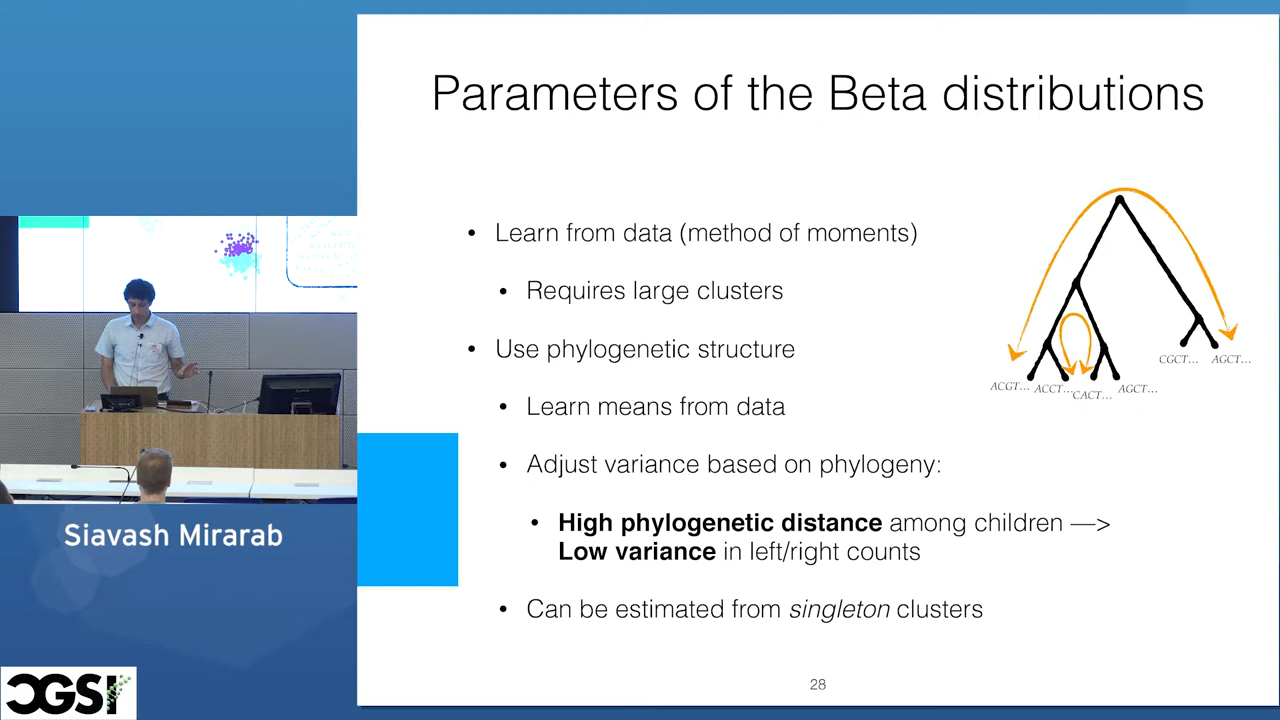 Parameters of the Beta distributions
• Learn from data (method of moments)
• Requires large clusters
• Use phylogenetic structure
• Learn means from data
• Adjust variance based on phylogeny:
• High phylogenetic distance among children —>
Low variance in left/right counts
• Can be estimated from singleton clusters
CGCT... AGCT...
ACGT... ACCT... CACT... AGCT...
28
Siavash Mirarab
CGSI